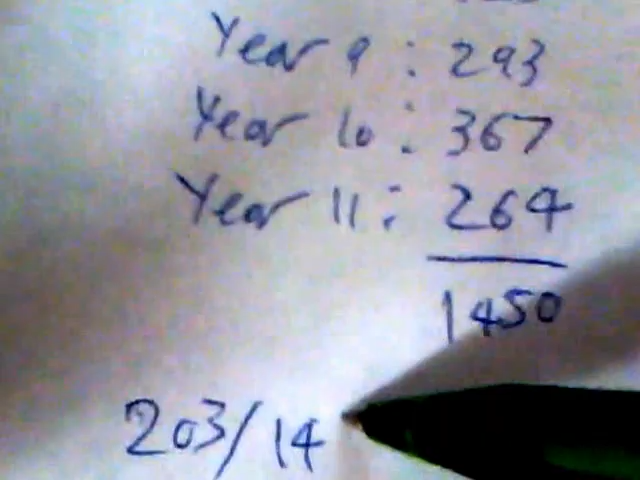 Year 9 : 293
Year 10 : 367
Year 11 : 264
1450
203/14